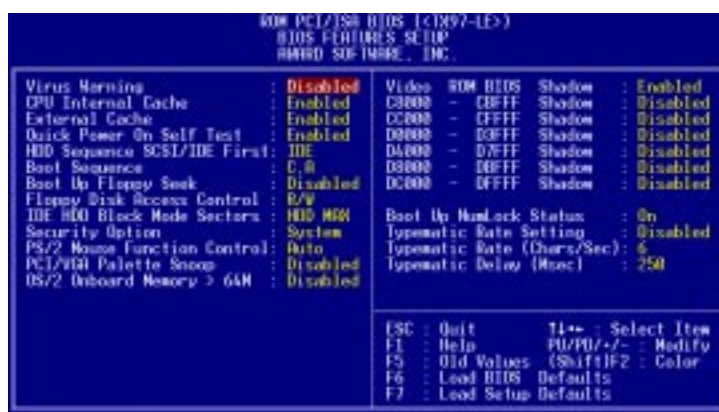 ROM PCI/ISA BIOS (<TX97-LE>)
BIOS FEATURES SETUP
AWARD SOFTWARE, INC.
Virus Warning : Disabled
CPU Internal Cache : Enabled
External Cache : Enabled
Quick Power On Self Test : Enabled
HDD Sequence SCSI/IDE First: IDE
Boot Sequence : C,A
Boot Up Floppy Seek : Disabled
Floppy Disk Access Control : R/W
IDE HDD Block Mode Sectors : HDD MAX
Security Option : System
PS/2 Mouse Function Control: Auto
PCI/VGA Palette Snoop : Disabled
OS/2 Onboard Memory > 64M : Disabled
Video ROM BIOS Shadow : Enabled
C8000 - CBFFF Shadow : Disabled
CC000 - CFFFF Shadow : Disabled
D0000 - D3FFF Shadow : Disabled
D4000 - D7FFF Shadow : Disabled
D8000 - DBFFF Shadow : Disabled
DC000 - DFFFF Shadow : Disabled
Boot Up NumLock Status : On
Typematic Rate Setting : Disabled
Typematic Rate (Chars/Sec): 6
Typematic Delay (Msec) : 250
ESC : Quit ↑↓→← : Select Item
F1 : Help PU/PD/+/- : Modify
F5 : Old Values (Shift)F2 : Color
F6 : Load BIOS Defaults
F7 : Load Setup Defaults